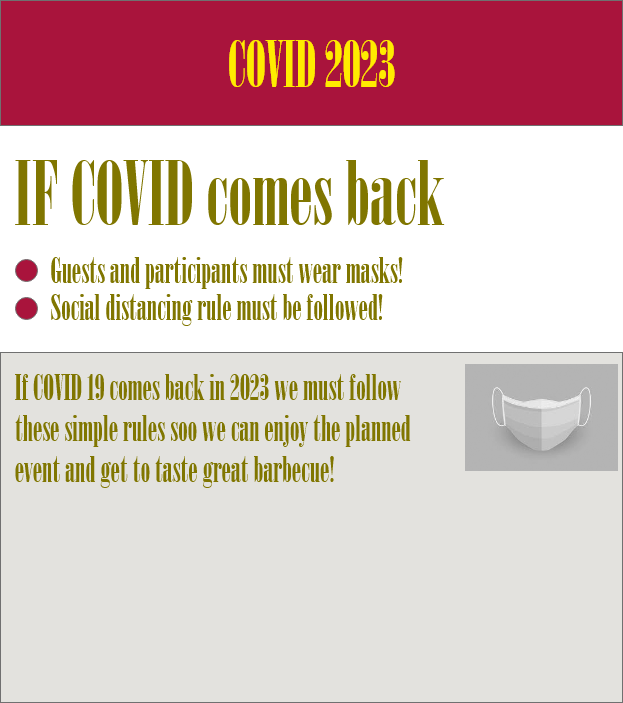 COVID 2023
IF COVID comes back
Guests and participants must wear masks!
Social distancing rule must be followed!
If COVID 19 comes back in 2023 we must follow
these simple rules soo we can enjoy the planned
event and get to taste great barbecue!